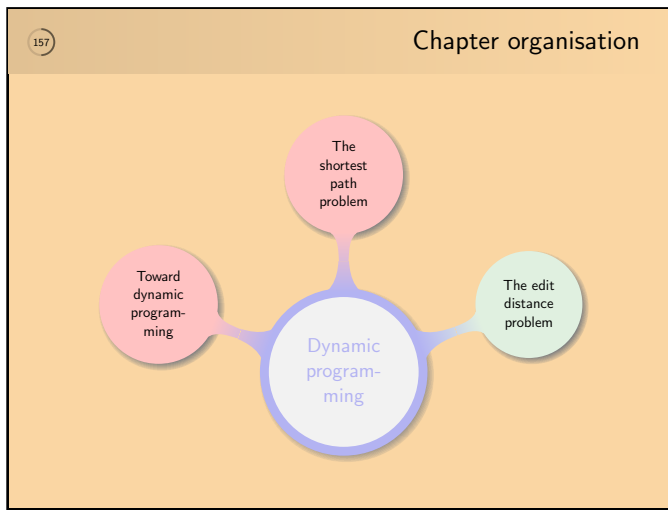 157
Chapter organisation
The
shortest
path
problem
Toward
dynamic
program-
ming
The edit
distance
problem
Dynamic
program-
ming